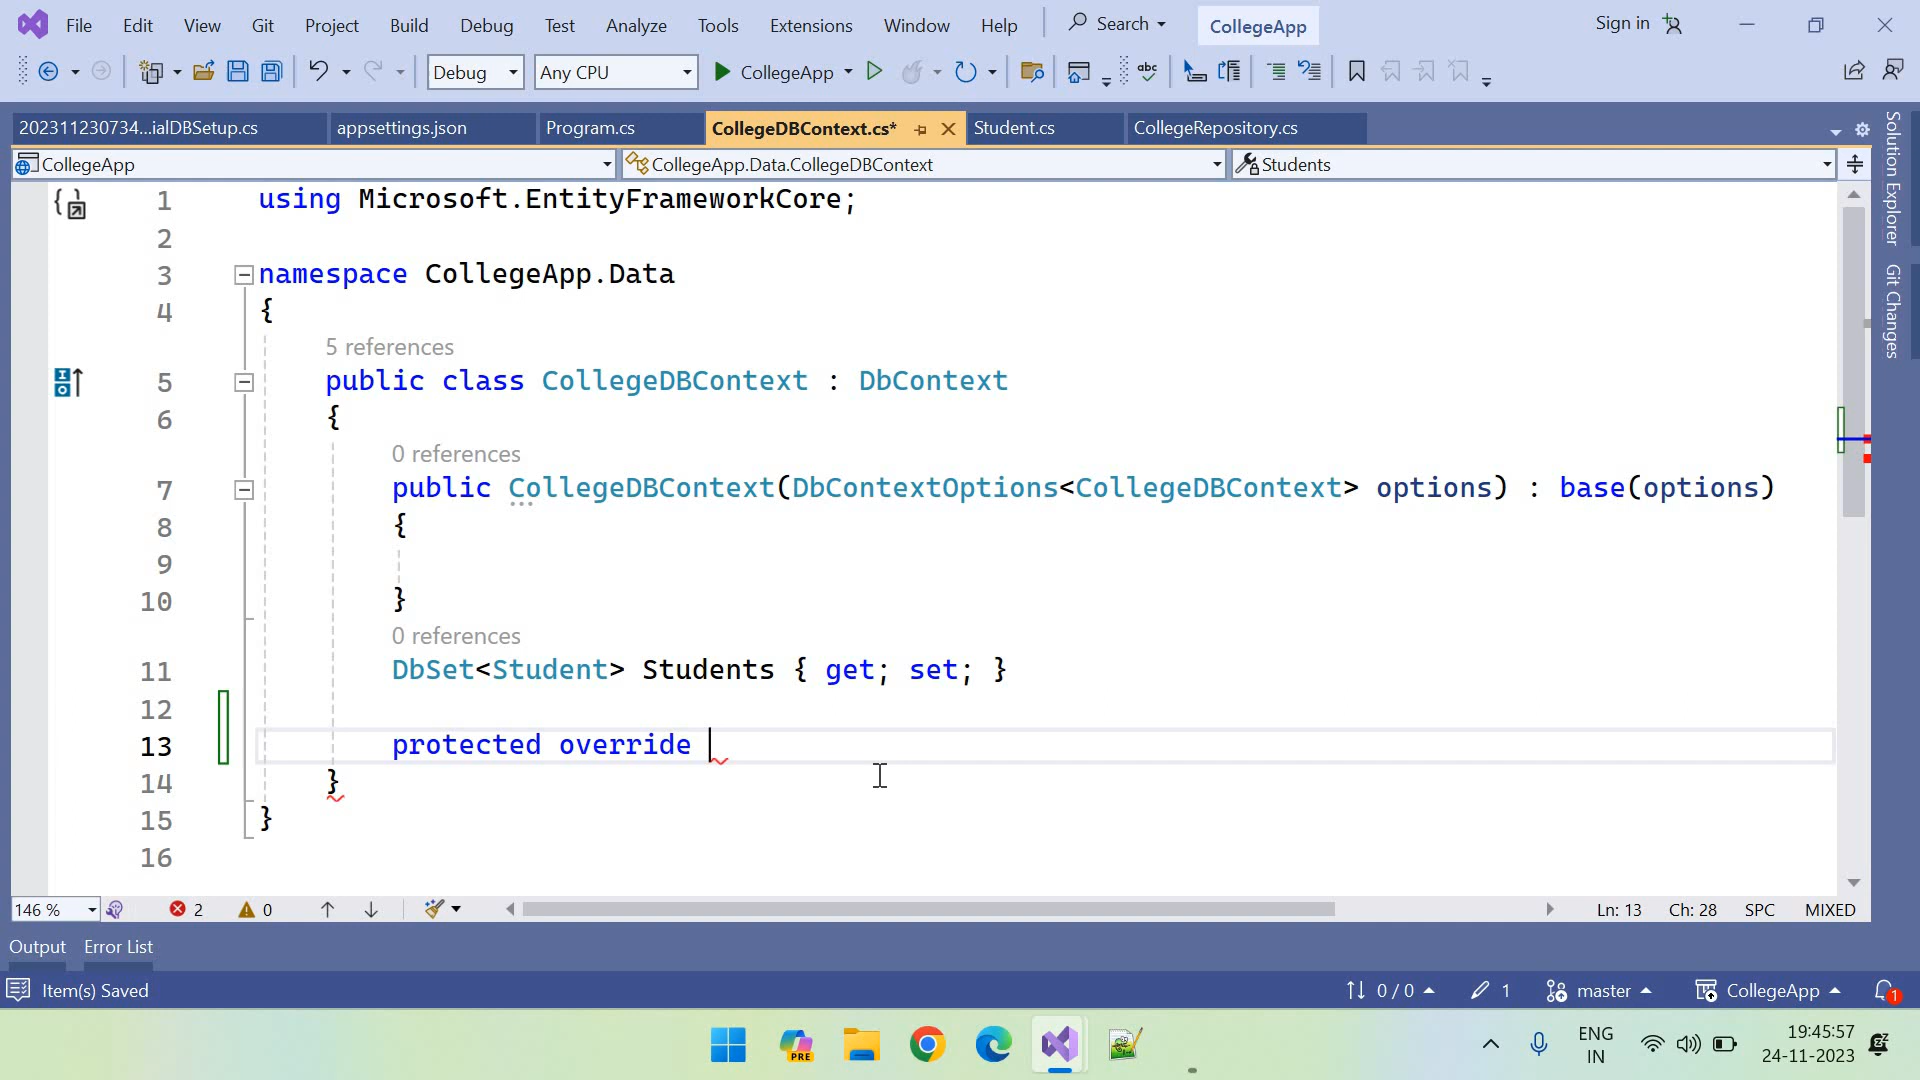 File Edit View Git Project Build Debug Test Analyze Tools Extensions Window Help Search CollegeApp Sign in
Debug Any CPU CollegeApp
202311230734...ialDBSetup.cs appsettings.json Program.cs CollegeDBContext.cs* Student.cs CollegeRepository.cs
CollegeApp CollegeApp.Data.CollegeDBContext Students
1 using Microsoft.EntityFrameworkCore;
2
3 namespace CollegeApp.Data
4 {
5 references
5 public class CollegeDBContext : DbContext
6 {
0 references
7 public CollegeDBContext(DbContextOptions<CollegeDBContext> options) : base(options)
8 {
9
10 }
0 references
11 DbSet<Student> Students { get; set; }
12
13 protected override
14 }
15 }
16
Solution Explorer
Git Changes
146 % 2 0 Ln: 13 Ch: 28 SPC MIXED
Output Error List
Item(s) Saved 0 / 0 1 master CollegeApp 1
PRE
ENG
IN
19:45:57
24-11-2023